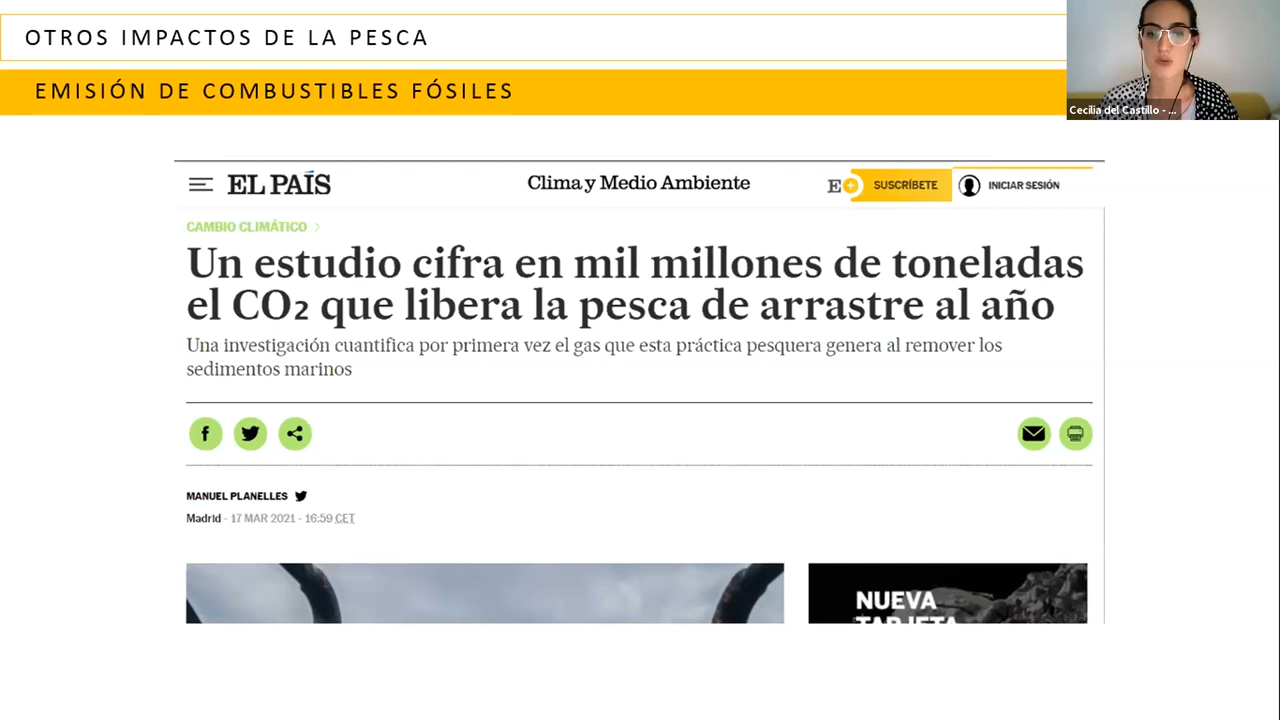 OTROS IMPACTOS DE LA PESCA
EMISIÓN DE COMBUSTIBLES FÓSILES
Cecilia del Castillo - ...
EL PAÍS
Clima y Medio Ambiente
E+
SUSCRÍBETE
INICIAR SESIÓN
CAMBIO CLIMÁTICO
Un estudio cifra en mil millones de toneladas
el CO₂ que libera la pesca de arrastre al año
Una investigación cuantifica por primera vez el gas que esta práctica pesquera genera al remover los
sedimentos marinos
MANUEL PLANELLES
Madrid - 17 MAR 2021 - 16:59 CET
NUEVA
TARJETA